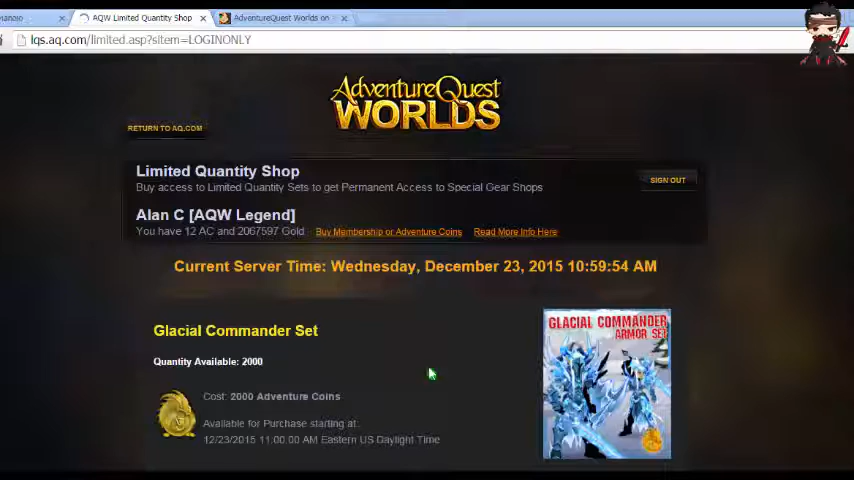 AQW Limited Quantity Shop
AdventureQuest Worlds on
lqs.aq.com/limited.asp?sitem=LOGINONLY
AdventureQuest
WORLDS
RETURN TO AQ.COM
Limited Quantity Shop
Buy access to Limited Quantity Sets to get Permanent Access to Special Gear Shops
SIGN OUT
Alan C [AQW Legend]
You have 12 AC and 2067597 Gold Buy Membership or Adventure Coins Read More Info Here
Current Server Time: Wednesday, December 23, 2015 10:59:54 AM
Glacial Commander Set
Quantity Available: 2000
Cost: 2000 Adventure Coins
Available for Purchase starting at:
12/23/2015 11:00:00 AM Eastern US Daylight Time
GLACIAL COMMANDER
ARMOR SET